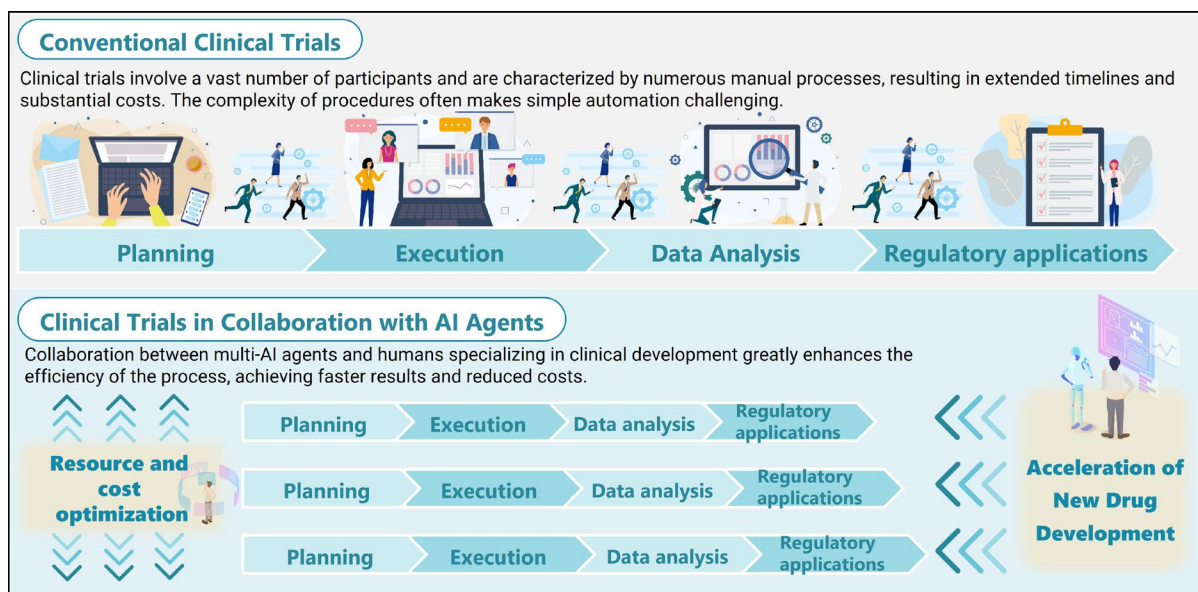 Conventional Clinical Trials
Clinical trials involve a vast number of participants and are characterized by numerous manual processes, resulting in extended timelines and
substantial costs. The complexity of procedures often makes simple automation challenging.
Planning
Execution
Data Analysis
Regulatory applications
Clinical Trials in Collaboration with AI Agents
Collaboration between multi-AI agents and humans specializing in clinical development greatly enhances the
efficiency of the process, achieving faster results and reduced costs.
Resource and
cost
optimization
Planning
Execution
Data analysis
Regulatory
applications
Planning
Execution
Data analysis
Regulatory
applications
Planning
Execution
Data analysis
Regulatory
applications
Acceleration of
New Drug
Development